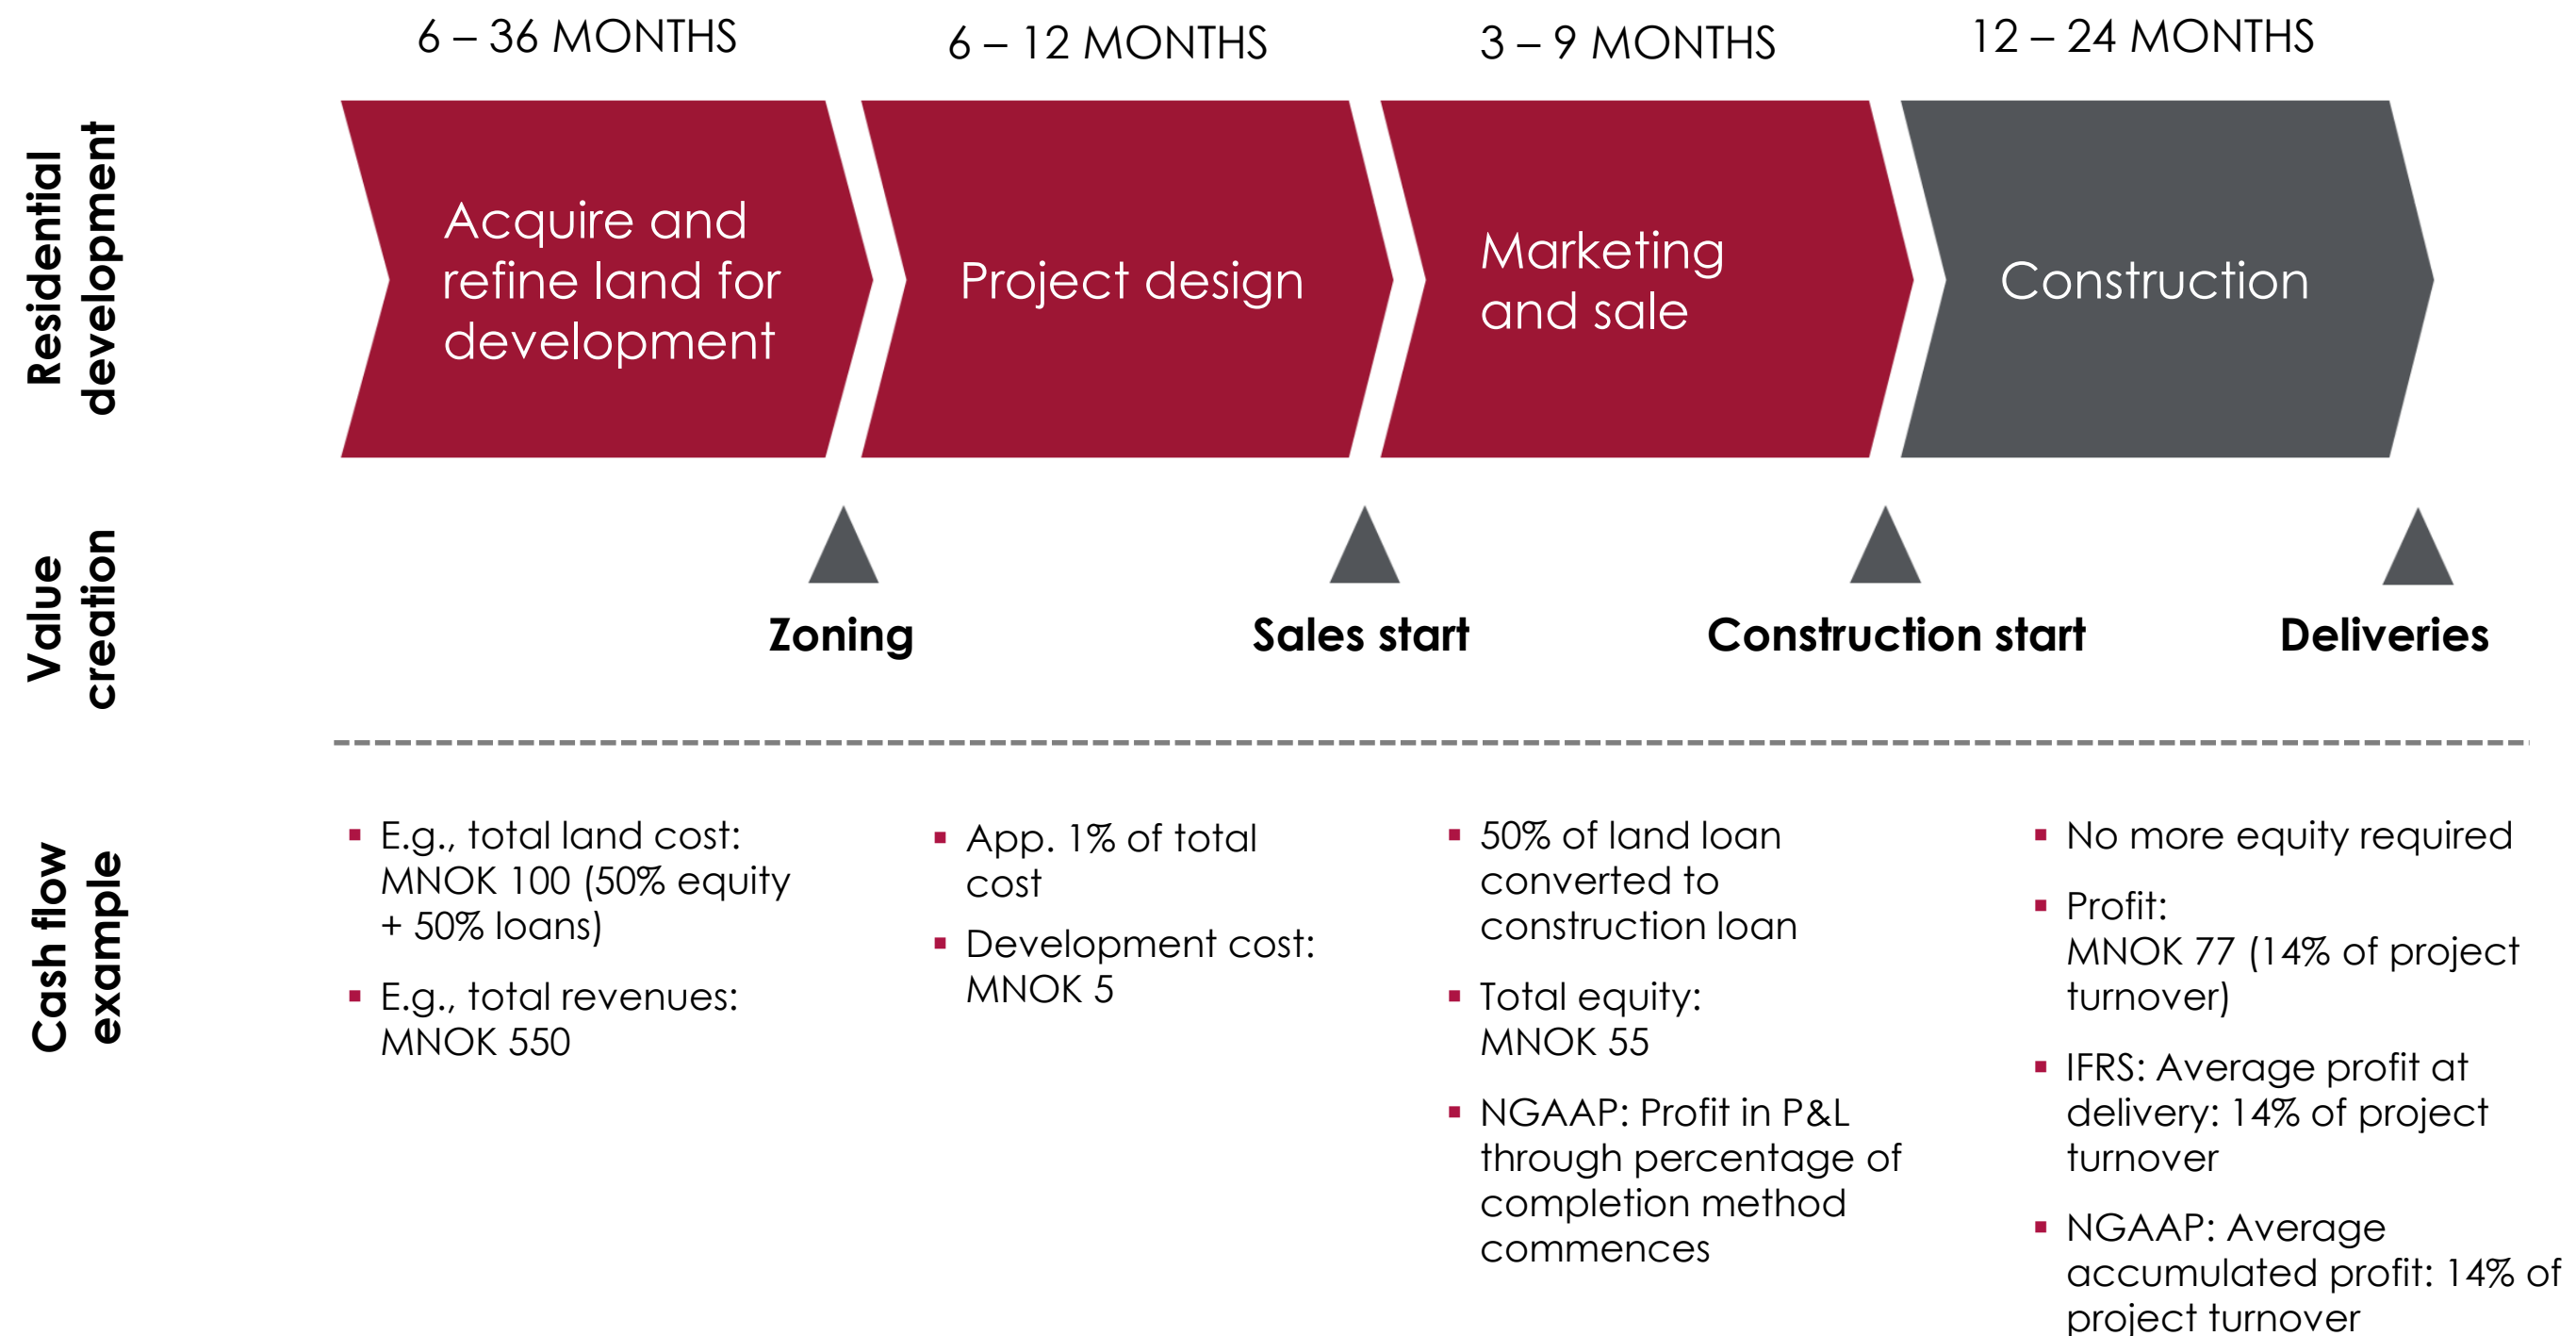 6 – 36 MONTHS
6 – 12 MONTHS
3 – 9 MONTHS
12 – 24 MONTHS
Residential
development
Acquire and
refine land for
development
Project design
Marketing
and sale
Construction
Value
creation
Zoning
Sales start
Construction start
Deliveries
Cash flow
example
▪ E.g., total land cost:
MNOK 100 (50% equity
+ 50% loans)
▪ E.g., total revenues:
MNOK 550
▪ App. 1% of total
cost
▪ Development cost:
MNOK 5
▪ 50% of land loan
converted to
construction loan
▪ Total equity:
MNOK 55
▪ NGAAP: Profit in P&L
through percentage of
completion method
commences
▪ No more equity required
▪ Profit:
MNOK 77 (14% of project
turnover)
▪ IFRS: Average profit at
delivery: 14% of project
turnover
▪ NGAAP: Average
accumulated profit: 14% of
project turnover